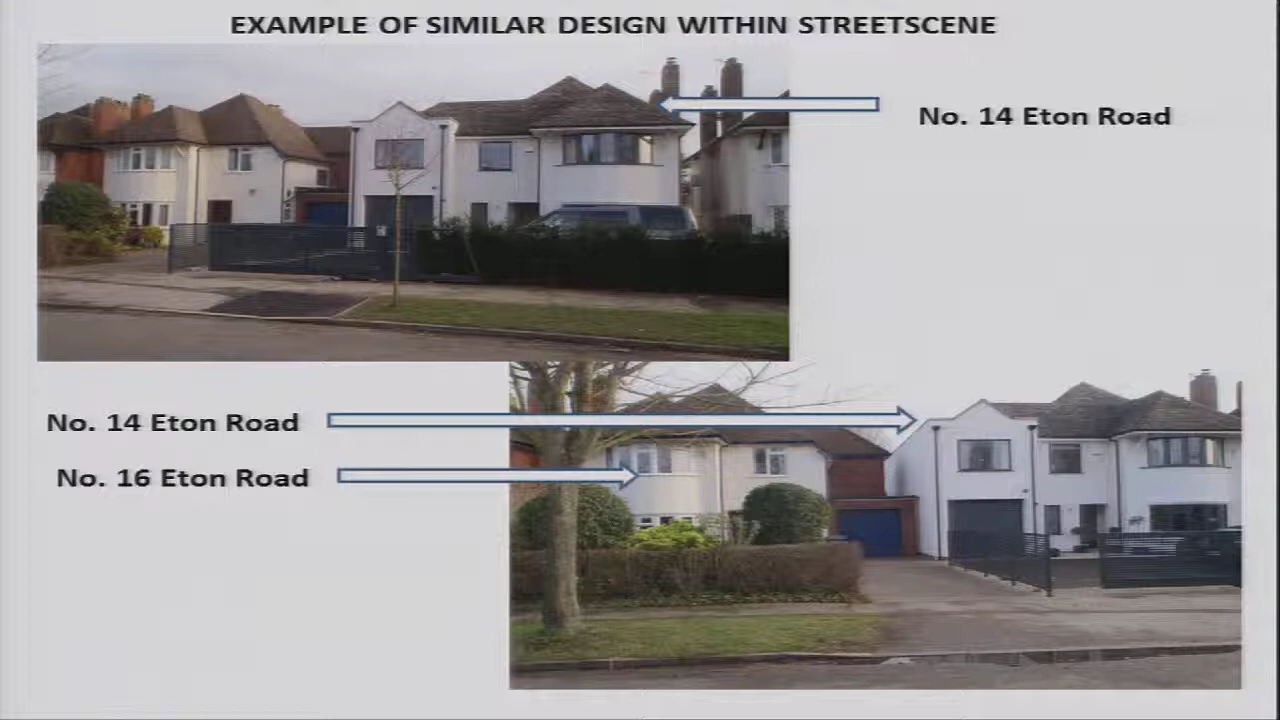 EXAMPLE OF SIMILAR DESIGN WITHIN STREETSCENE
No. 14 Eton Road
No. 14 Eton Road
No. 16 Eton Road